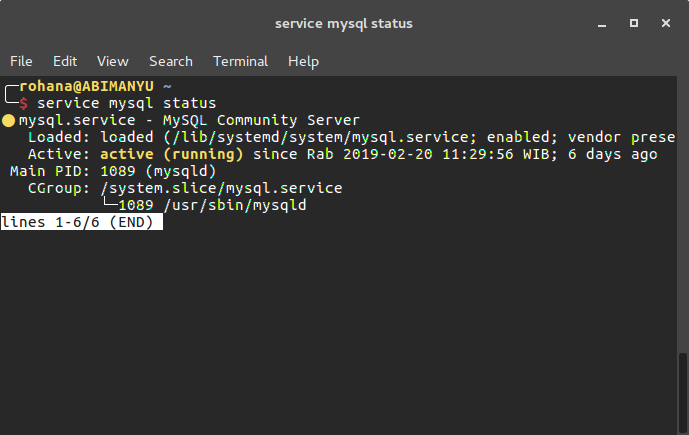 service mysql status
File Edit View Search Terminal Help
rohana@ABIMANYU ~
$ service mysql status
● mysql.service - MySQL Community Server
Loaded: loaded (/lib/systemd/system/mysql.service; enabled; vendor prese
Active: active (running) since Rab 2019-02-20 11:29:56 WIB; 6 days ago
Main PID: 1089 (mysqld)
CGroup: /system.slice/mysql.service
└─1089 /usr/sbin/mysqld
lines 1-6/6 (END)